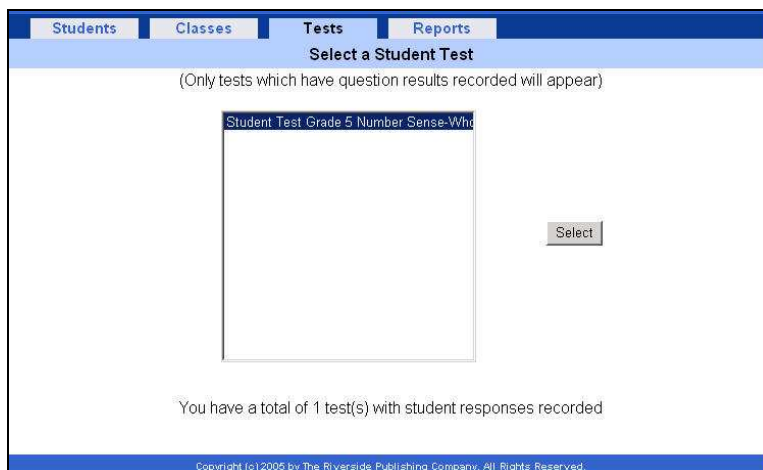 Students Classes Tests Reports
Select a Student Test
(Only tests which have question results recorded will appear)
Student Test Grade 5 Number Sense-Who
Select
You have a total of 1 test(s) with student responses recorded
Copyright (c) 2005 by The Riverside Publishing Company. All Rights Reserved.